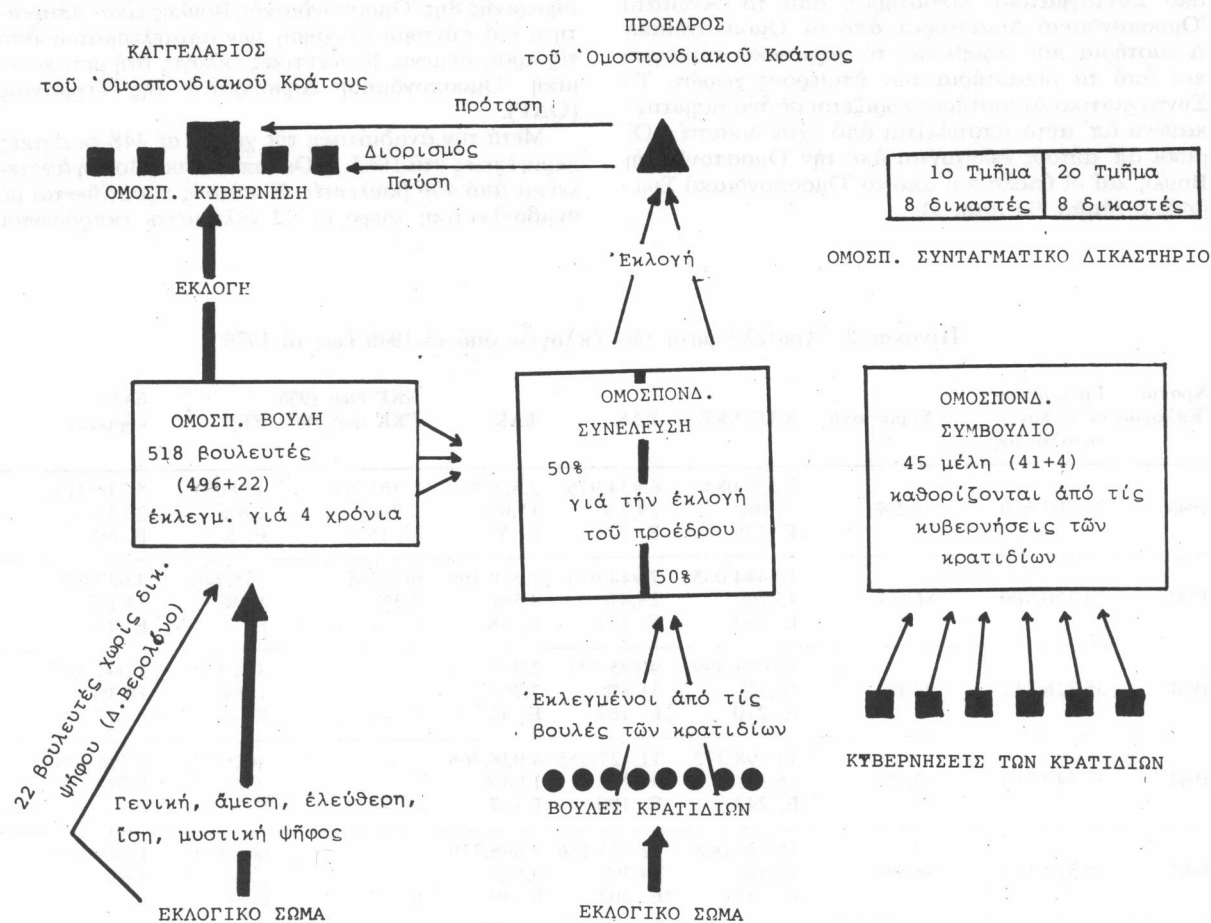 ΚΑΓΓΕΛΑΡΙΟΣ
τοῦ Ὁμοσπονδιακοῦ Κράτους
ΠΡΟΕΔΡΟΣ
τοῦ Ὁμοσπονδιακοῦ Κράτους
Πρόταση
Διορισμός
Παύση
ΟΜΟΣΠ. ΚΥΒΕΡΝΗΣΗ
1ο Τμῆμα
8 δικαστές
2ο Τμῆμα
8 δικαστές
ΟΜΟΣΠ. ΣΥΝΤΑΓΜΑΤΙΚΟ ΔΙΚΑΣΤΗΡΙΟ
Ἐκλογή
ΕΚΛΟΓΗ
ΟΜΟΣΠ. ΒΟΥΛΗ
518 βουλευτές
(496+22)
ἐκλεγμ. γιά 4 χρόνια
ΟΜΟΣΠΟΝΔ.
ΣΥΝΕΛΕΥΣΗ
50%
γιά τήν ἐκλογή
τοῦ προέδρου
50%
ΟΜΟΣΠΟΝΔ.
ΣΥΜΒΟΥΛΙΟ
45 μέλη (41+4)
καθορίζονται ἀπό τίς
κυβερνήσεις τῶν
κρατιδίων
22 βουλευτές χωρίς δικ.
ψήφου (Δ.Βερολίνο)
Γενική, ἄμεση, ἐλεύθερη,
ἴση, μυστική ψῆφος
Ἐκλεγμένοι ἀπό τίς
βουλές τῶν κρατιδίων
ΒΟΥΛΕΣ ΚΡΑΤΙΔΙΩΝ
ΚΥΒΕΡΝΗΣΕΙΣ ΤΩΝ ΚΡΑΤΙΔΙΩΝ
ΕΚΛΟΓΙΚΟ ΣΩΜΑ
ΕΚΛΟΓΙΚΟ ΣΩΜΑ